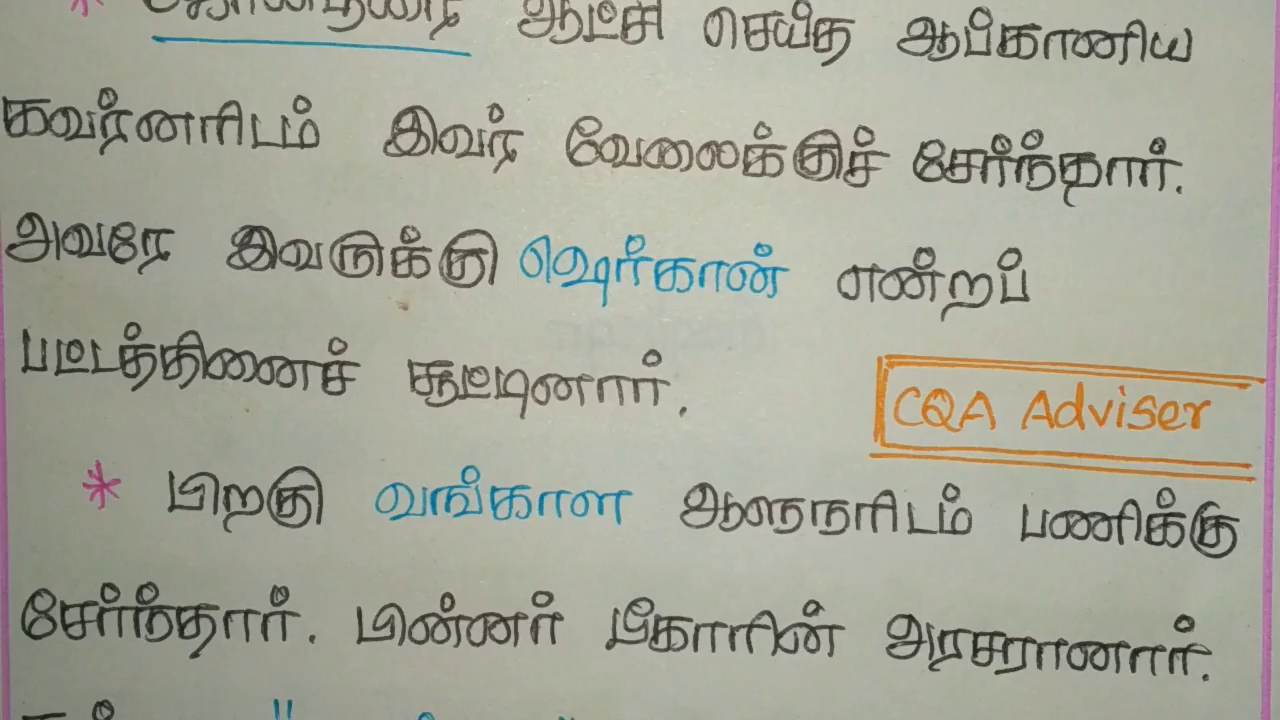 * ஆட்சி செய்த ஆப்கானிய
கவர்னரிடம் இவர் வேலைக்குச் சேர்ந்தார்.
அவரே இவருக்கு ஷெர்கான் என்றப்
பட்டத்தினைச் சூட்டினார்.
CQA Adviser
* பிறகு வங்காள ஆளுநரிடம் பணிக்கு
சேர்ந்தார். பின்னர் பீகாரின் அரசரானார்.